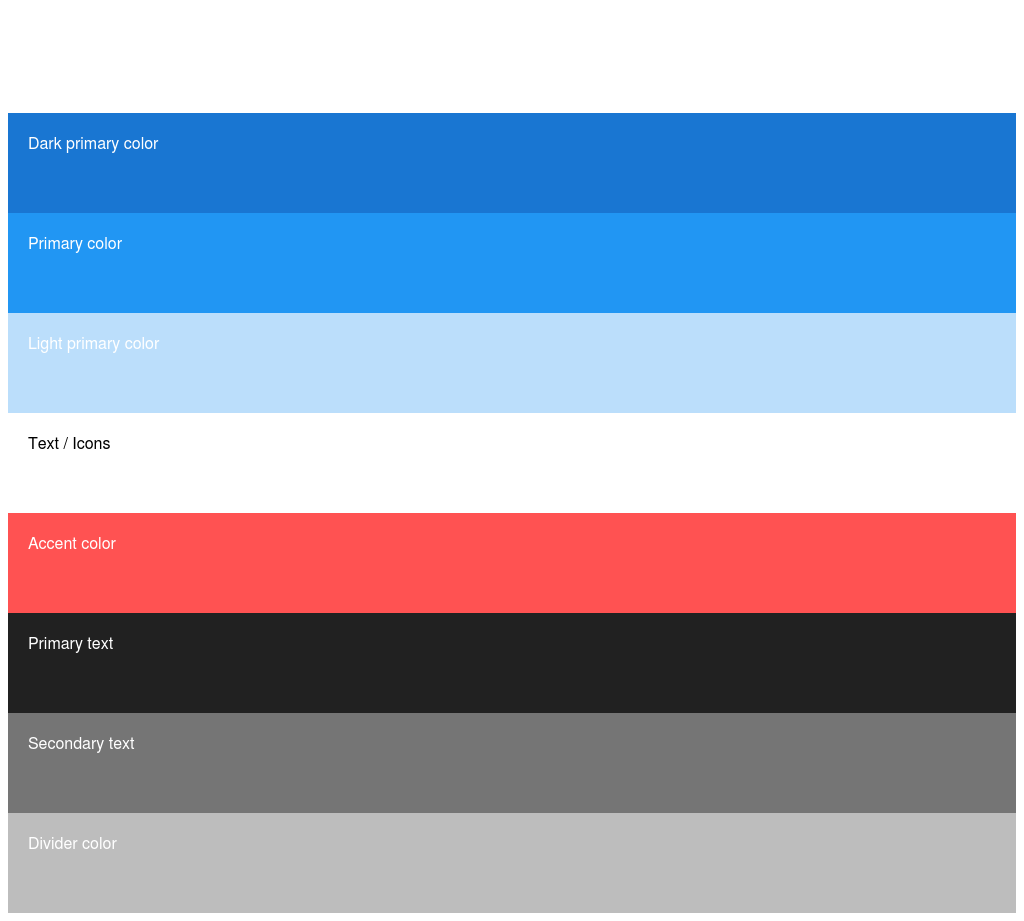 Dark primary color
Primary color
Light primary color
Text / Icons
Accent color
Primary text
Secondary text
Divider color